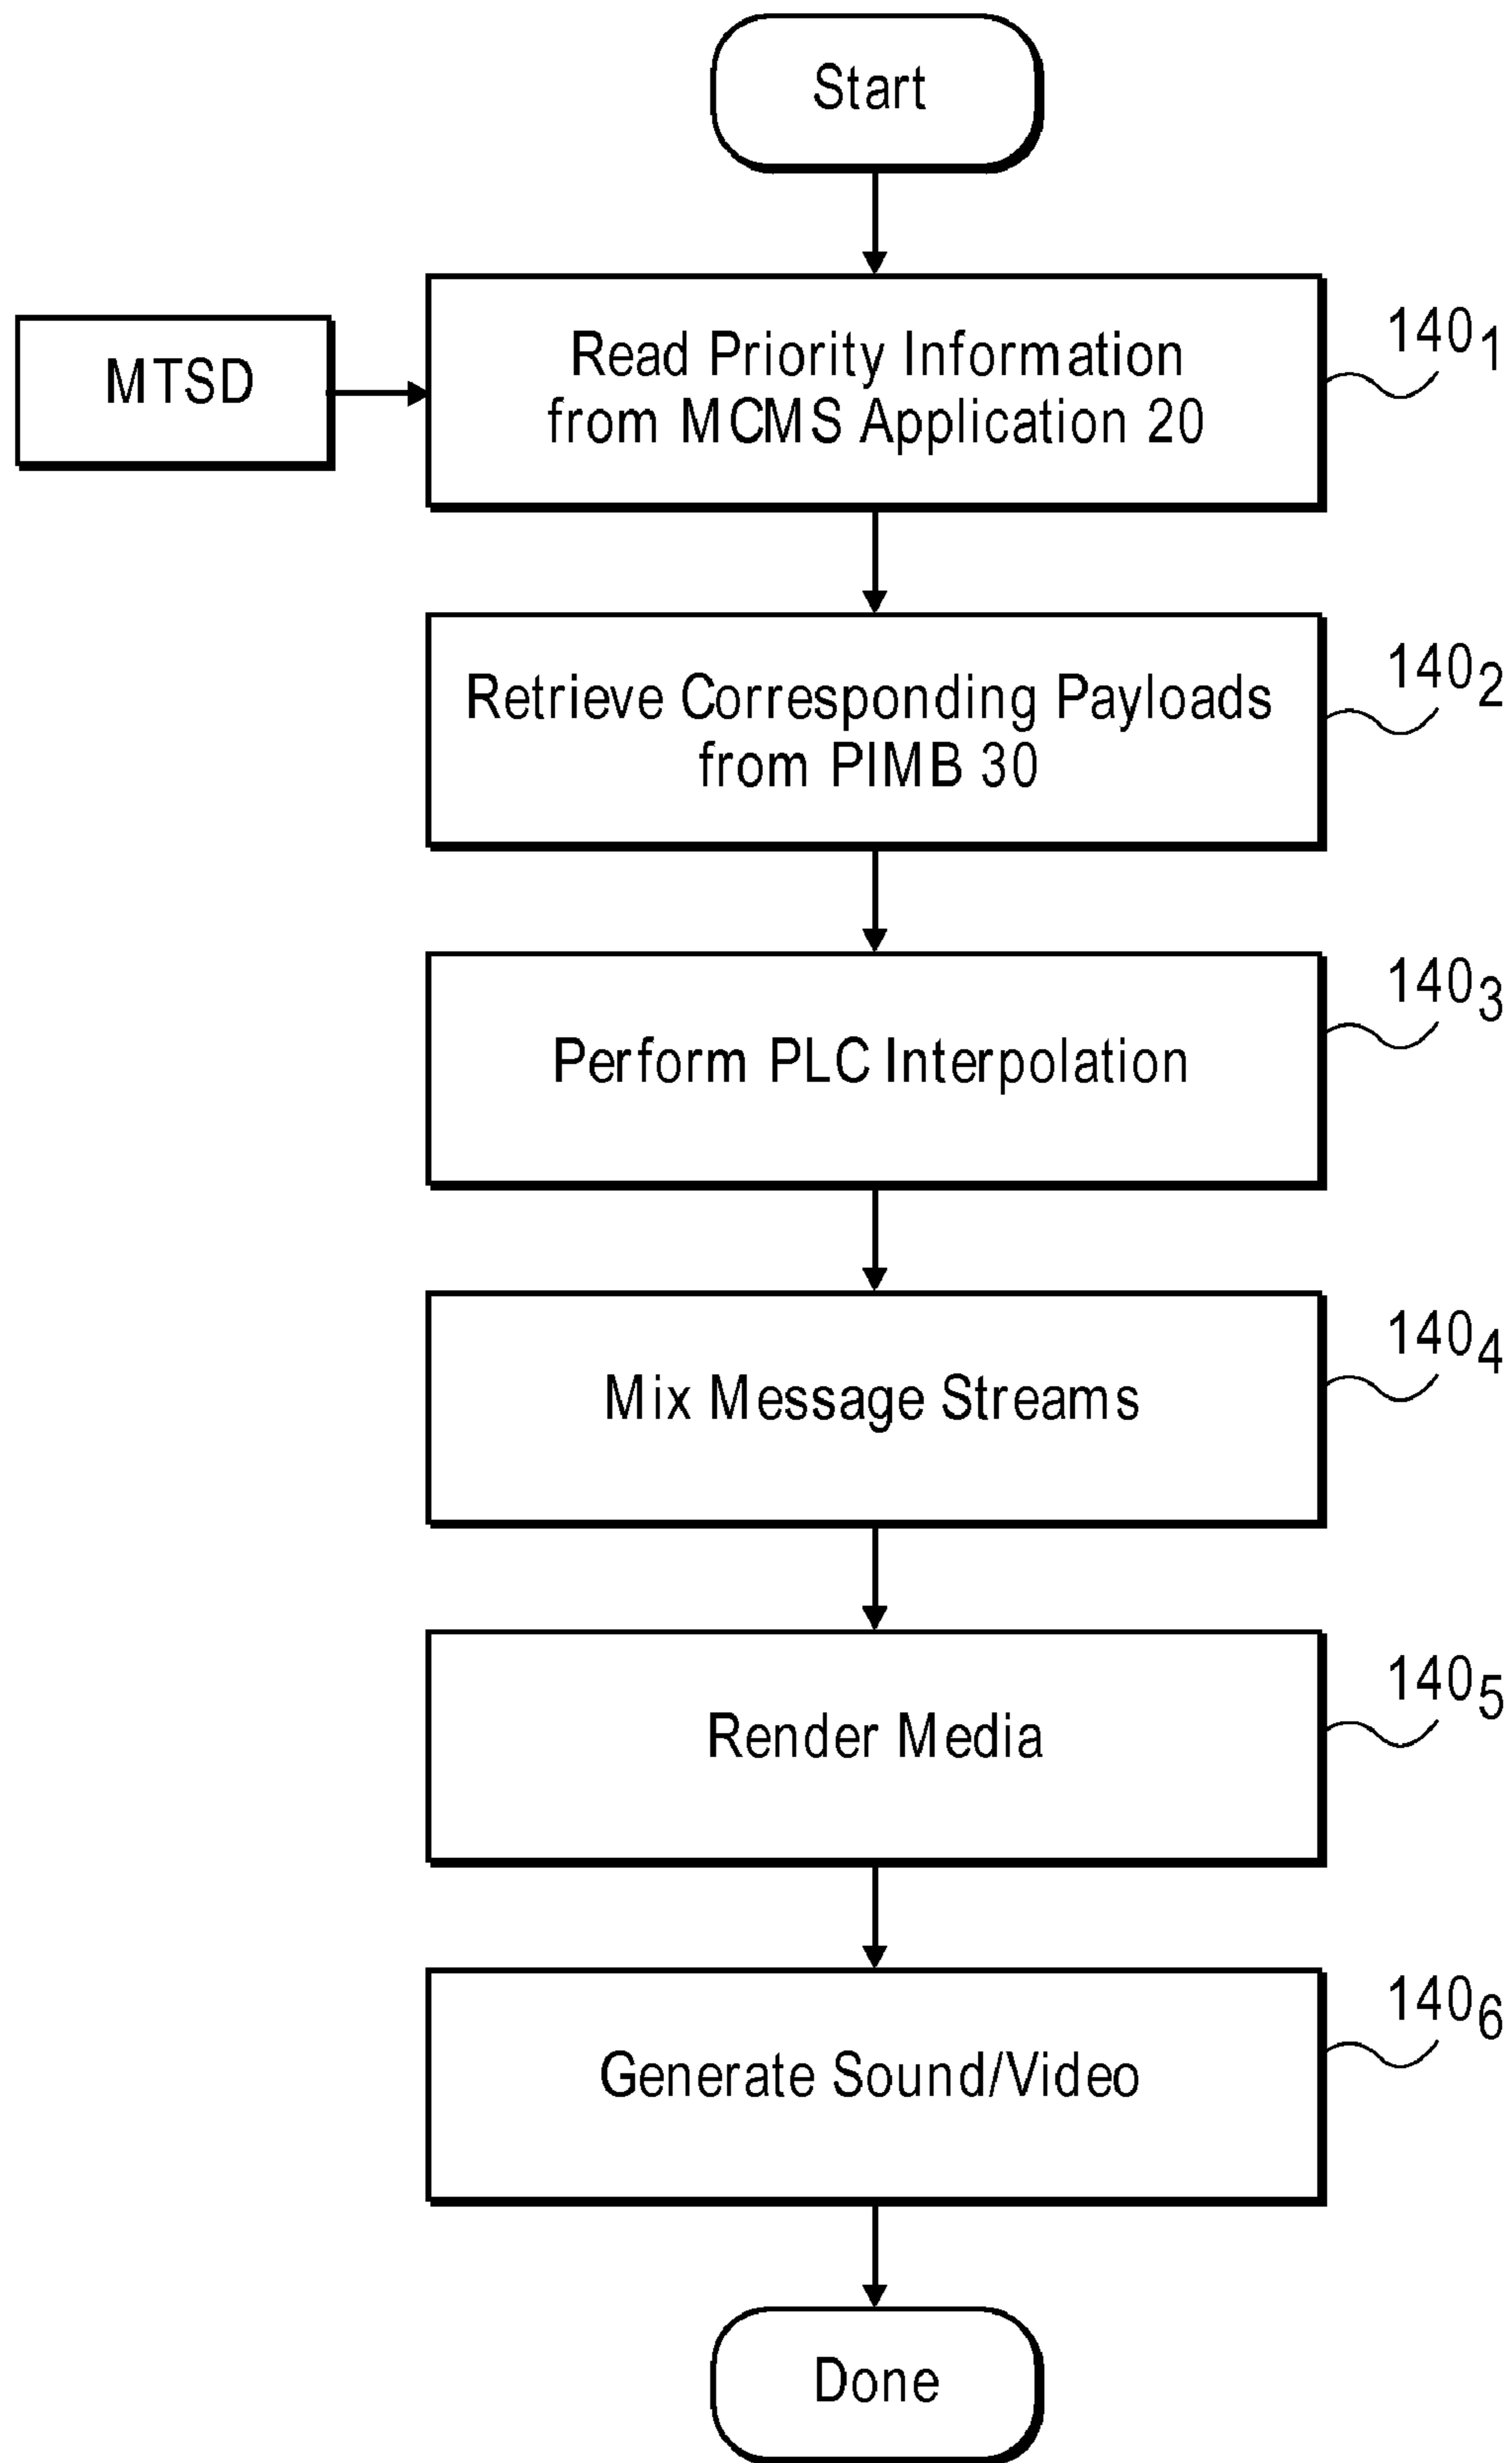 Start
MTSD
Read Priority Information
from MCMS Application 20
140₁
Retrieve Corresponding Payloads
from PIMB 30
140₂
Perform PLC Interpolation
140₃
Mix Message Streams
140₄
Render Media
140₅
Generate Sound/Video
140₆
Done